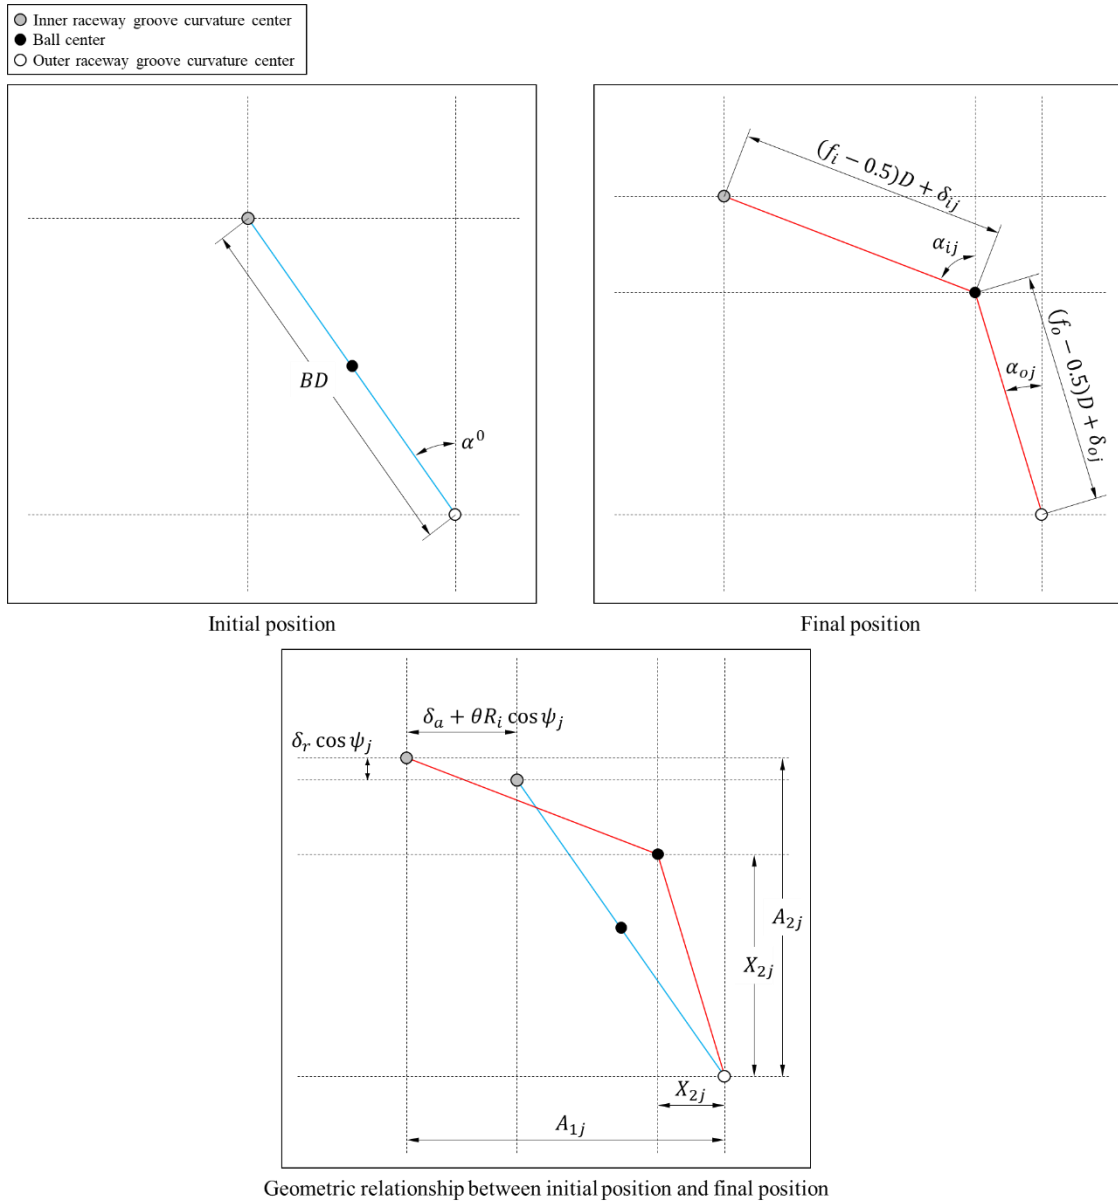 Inner raceway groove curvature center
Ball center
Outer raceway groove curvature center
BD
α⁰
Initial position
(fᵢ − 0.5)D + δᵢⱼ
αᵢⱼ
αₒⱼ
(fₒ − 0.5)D + δₒⱼ
Final position
δₐ + θRᵢ cos ψⱼ
δᵣ cos ψⱼ
A₂ⱼ
X₂ⱼ
X₂ⱼ
A₁ⱼ
Geometric relationship between initial position and final position